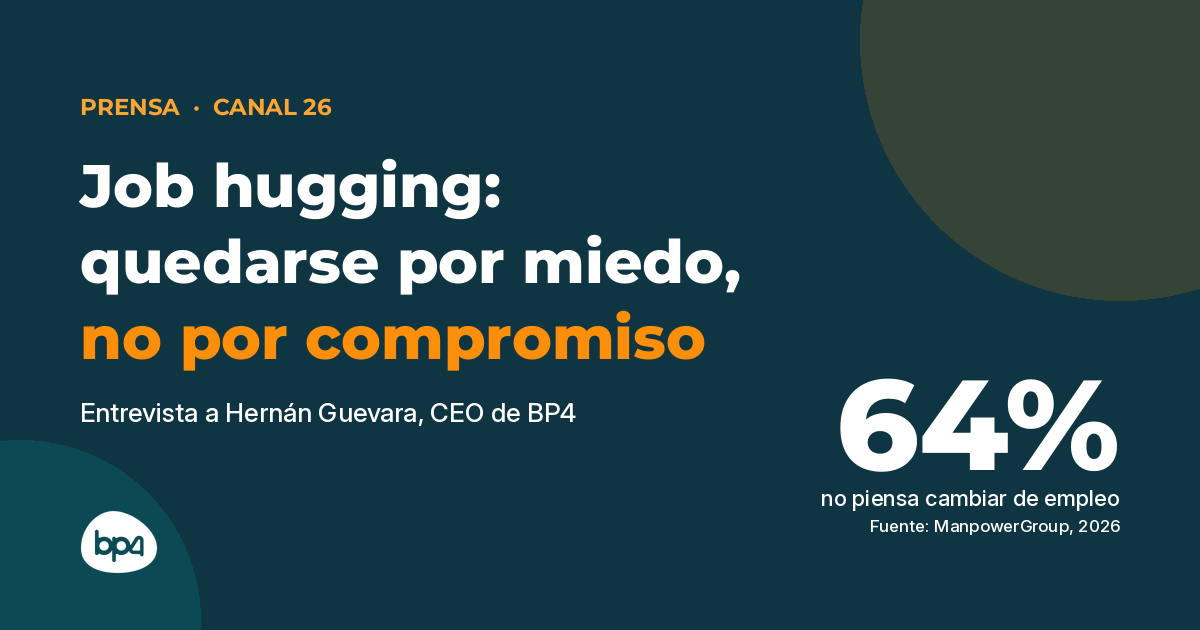 PRENSA · CANAL 26
Job hugging:
quedarse por miedo,
no por compromiso
Entrevista a Hernán Guevara, CEO de BP4
64%
no piensa cambiar de empleo
Fuente: ManpowerGroup, 2026
bp4